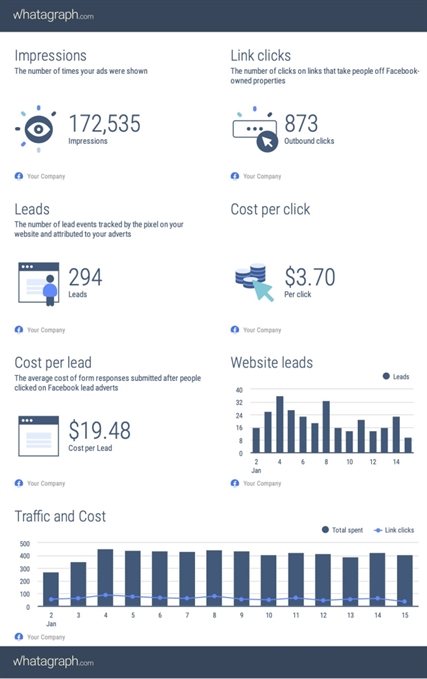 whatagraph.com
Impressions
The number of times your ads were shown
172,535
Impressions
Your Company
Link clicks
The number of clicks on links that take people off Facebook-
owned properties
873
Outbound clicks
Your Company
Leads
The number of lead events tracked by the pixel on your
website and attributed to your adverts
294
Leads
Your Company
Cost per click
$3.70
Per click
Your Company
Cost per lead
The average cost of form responses submitted after people
clicked on Facebook lead adverts
$19.48
Cost per Lead
Your Company
Website leads
Leads
40
32
24
16
8
0
2 4 6 8 10 12 14
Jan
Your Company
Traffic and Cost
Total spent Link clicks
500
400
300
200
100
0
2 3 4 5 6 7 8 9 10 11 12 13 14 15
Jan
Your Company
whatagraph.com